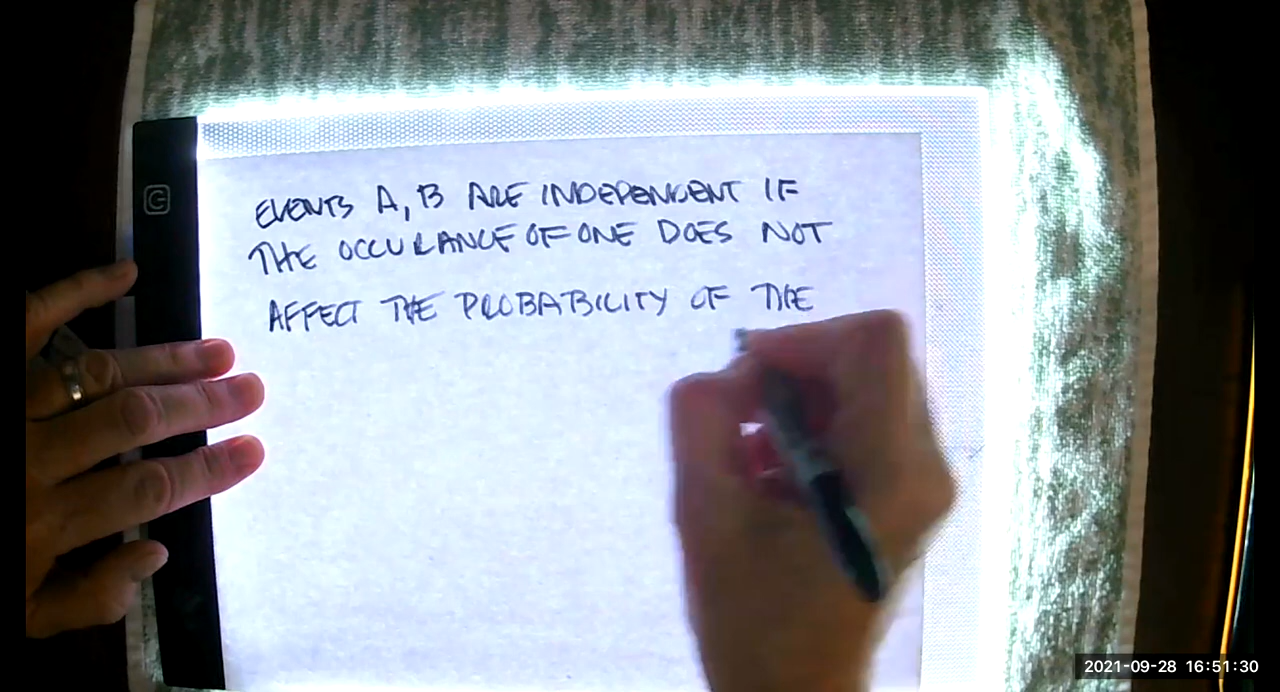 EVENTS A, B ARE INDEPENDENT IF
THE OCCURANCE OF ONE DOES NOT
AFFECT THE PROBABILITY OF THE
2021-09-28 16:51:30